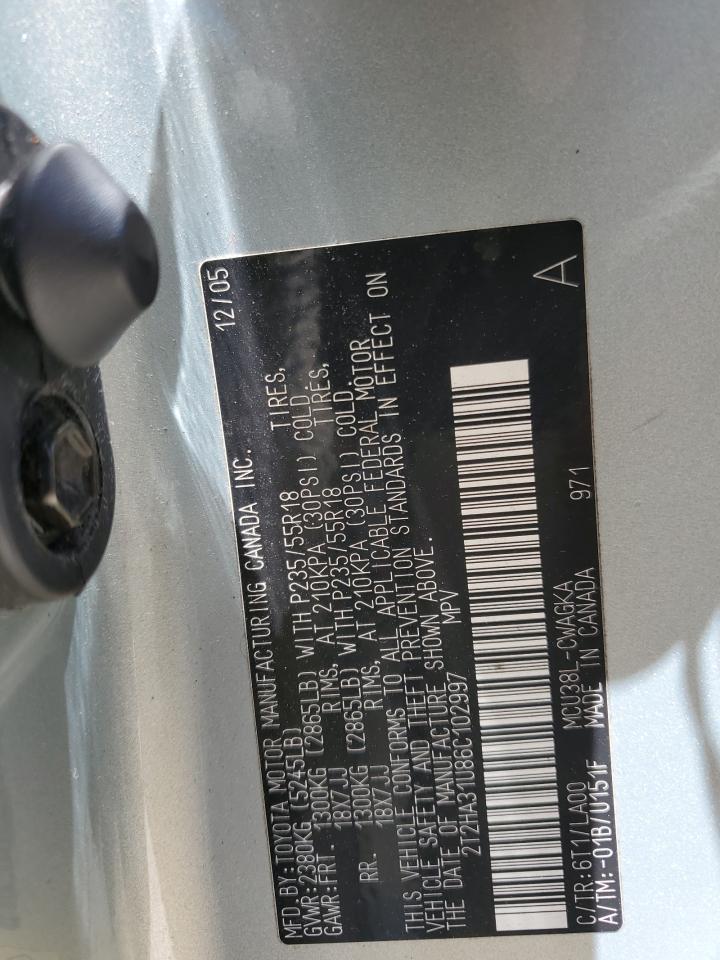 MFD.BY:TOYOTA MOTOR MANUFACTURING CANADA INC. 12/05
GVWR:2380KG (5245LB)
GAWR:FRT. 1300KG (2865LB) WITH P235/55R18 TIRES,
18X7JJ RIMS, AT 210KPA (30PSI) COLD
RR. 1300KG (2865LB) WITH P235/55R18 TIRES,
18X7JJ RIMS, AT 210KPA (30PSI) COLD.
THIS VEHICLE CONFORMS TO ALL APPLICABLE FEDERAL MOTOR
VEHICLE SAFETY AND THEFT PREVENTION STANDARDS IN EFFECT ON
THE DATE OF MANUFACTURE SHOWN ABOVE.
2T2HA31U86C102997 MPV
A
C/TR:6T1/LA00 MCU38L-CWAGKA 971
A/TM:-01B/U151F MADE IN CANADA